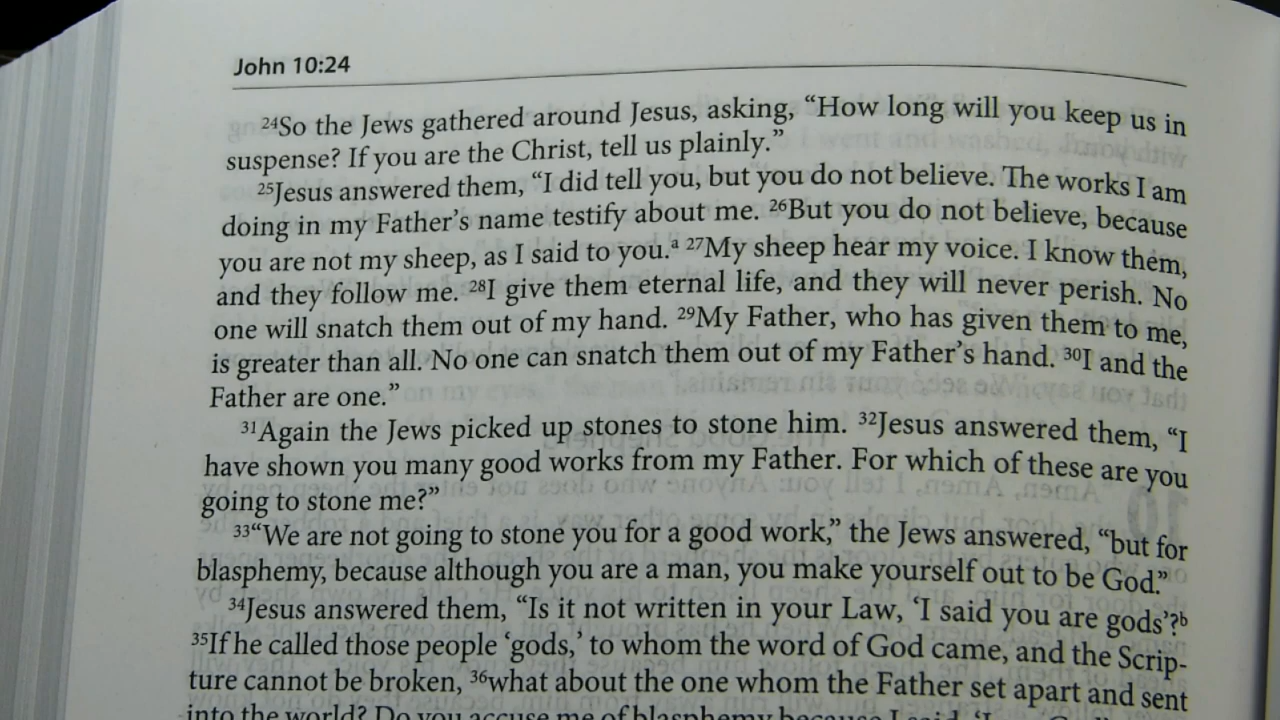 John 10:24
²⁴So the Jews gathered around Jesus, asking, “How long will you keep us in
suspense? If you are the Christ, tell us plainly.”
²⁵Jesus answered them, “I did tell you, but you do not believe. The works I am
doing in my Father’s name testify about me. ²⁶But you do not believe, because
you are not my sheep, as I said to you.ᵃ ²⁷My sheep hear my voice. I know them,
and they follow me. ²⁸I give them eternal life, and they will never perish. No
one will snatch them out of my hand. ²⁹My Father, who has given them to me,
is greater than all. No one can snatch them out of my Father’s hand. ³⁰I and the
Father are one.”
³¹Again the Jews picked up stones to stone him. ³²Jesus answered them, “I
have shown you many good works from my Father. For which of these are you
going to stone me?”
³³“We are not going to stone you for a good work,” the Jews answered, “but for
blasphemy, because although you are a man, you make yourself out to be God.”
³⁴Jesus answered them, “Is it not written in your Law, ‘I said you are gods’?ᵇ
³⁵If he called those people ‘gods,’ to whom the word of God came, and the Scrip-
ture cannot be broken, ³⁶what about the one whom the Father set apart and sent
into the world? Do you accuse me of blasphemy because I said, ‘I